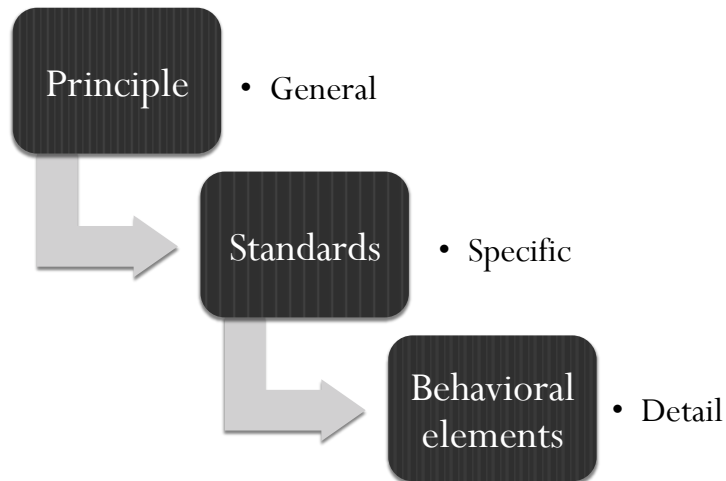 Principle
• General
Standards
• Specific
Behavioral
elements
• Detail